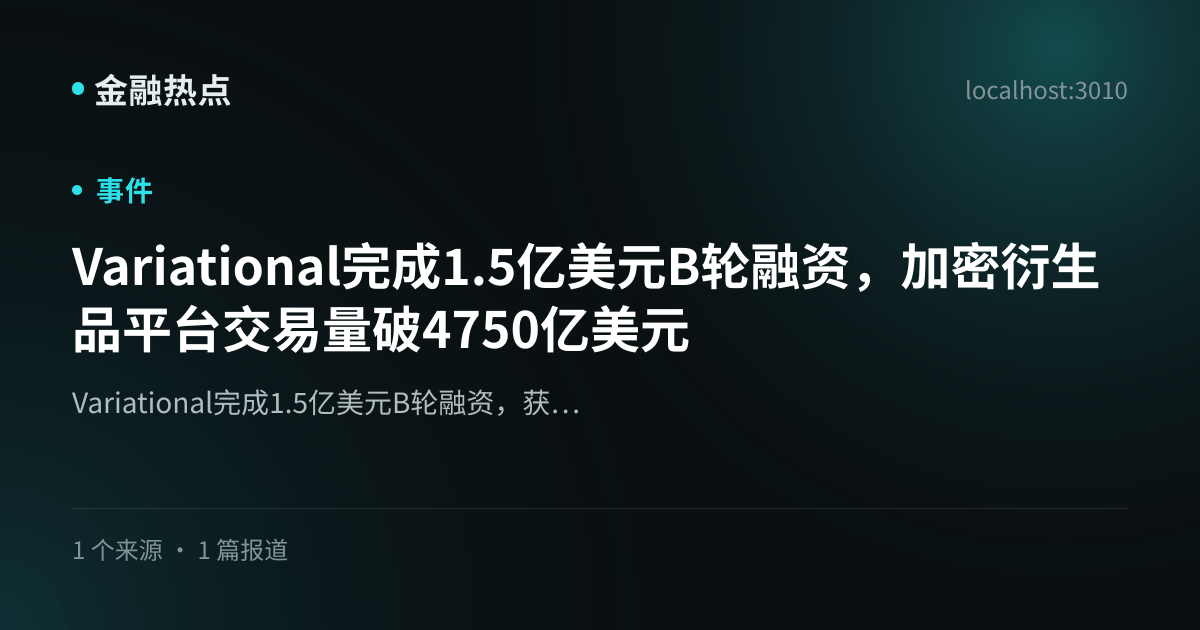 金融热点
localhost:3010
事件
Variational完成1.5亿美元B轮融资，加密衍生
品平台交易量破4750亿美元
Variational完成1.5亿美元B轮融资，获…
1 个来源 · 1 篇报道